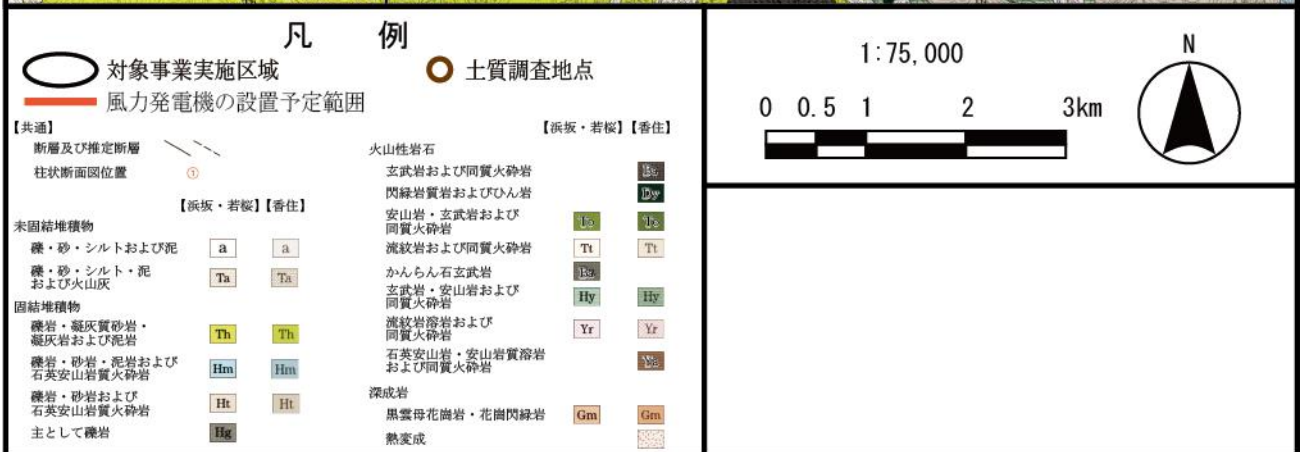 凡 例
対象事業実施区域
土質調査地点
風力発電機の設置予定範囲
【共通】
断層及び推定断層
柱状断面図位置 ①
【浜坂・若桜】【香住】
未固結堆積物
礫・砂・シルトおよび泥 a a
礫・砂・シルト・泥
および火山灰 Ta Ta
固結堆積物
礫岩・凝灰質砂岩・
凝灰岩および泥岩 Th Th
礫岩・砂岩・泥岩および
石英安山岩質火砕岩 Hm Hm
礫岩・砂岩および
石英安山岩質火砕岩 Ht Ht
主として礫岩 Hg
【浜坂・若桜】【香住】
火山性岩石
玄武岩および同質火砕岩
閃緑岩質岩およびひん岩 Dy
安山岩・玄武岩および
同質火砕岩
流紋岩および同質火砕岩 Tt Tt
かんらん石玄武岩
玄武岩・安山岩および
同質火砕岩 Hy Hy
流紋岩溶岩および
同質火砕岩 Yr Yr
石英安山岩・安山岩質溶岩
および同質火砕岩
深成岩
黒雲母花崗岩・花崗閃緑岩 Gm Gm
熱変成
1:75,000
0 0.5 1 2 3km
N